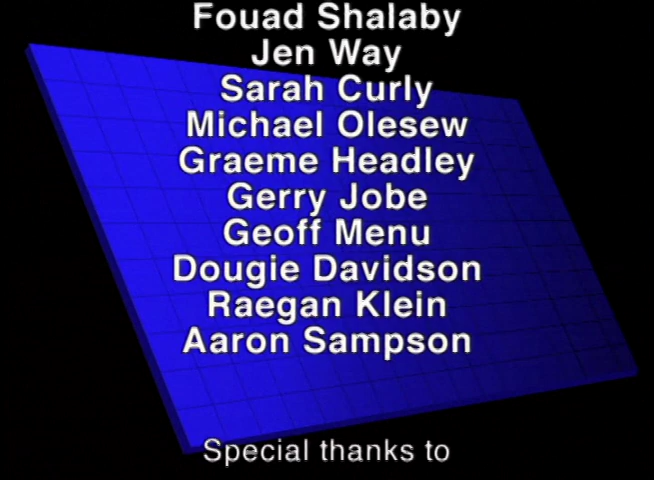 Fouad Shalaby
Jen Way
Sarah Curly
Michael Olesew
Graeme Headley
Gerry Jobe
Geoff Menu
Dougie Davidson
Raegan Klein
Aaron Sampson
Special thanks to